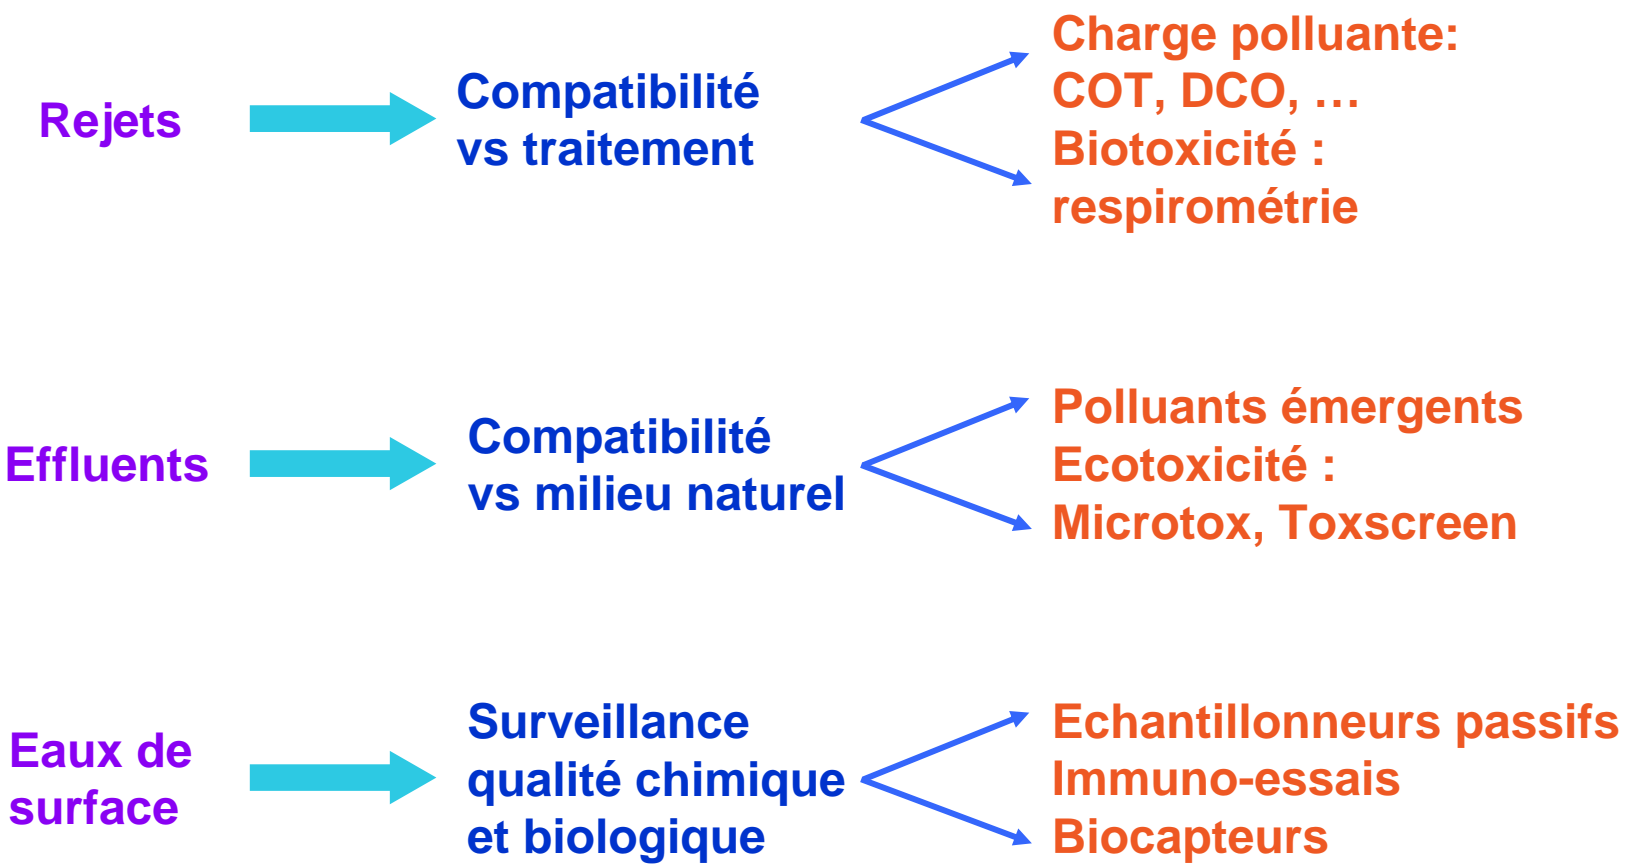 Rejets
Compatibilité
vs traitement
Charge polluante:
COT, DCO, …
Biotoxicité :
respirométrie
Effluents
Compatibilité
vs milieu naturel
Polluants émergents
Ecotoxicité :
Microtox, Toxscreen
Eaux de
surface
Surveillance
qualité chimique
et biologique
Echantillonneurs passifs
Immuno-essais
Biocapteurs